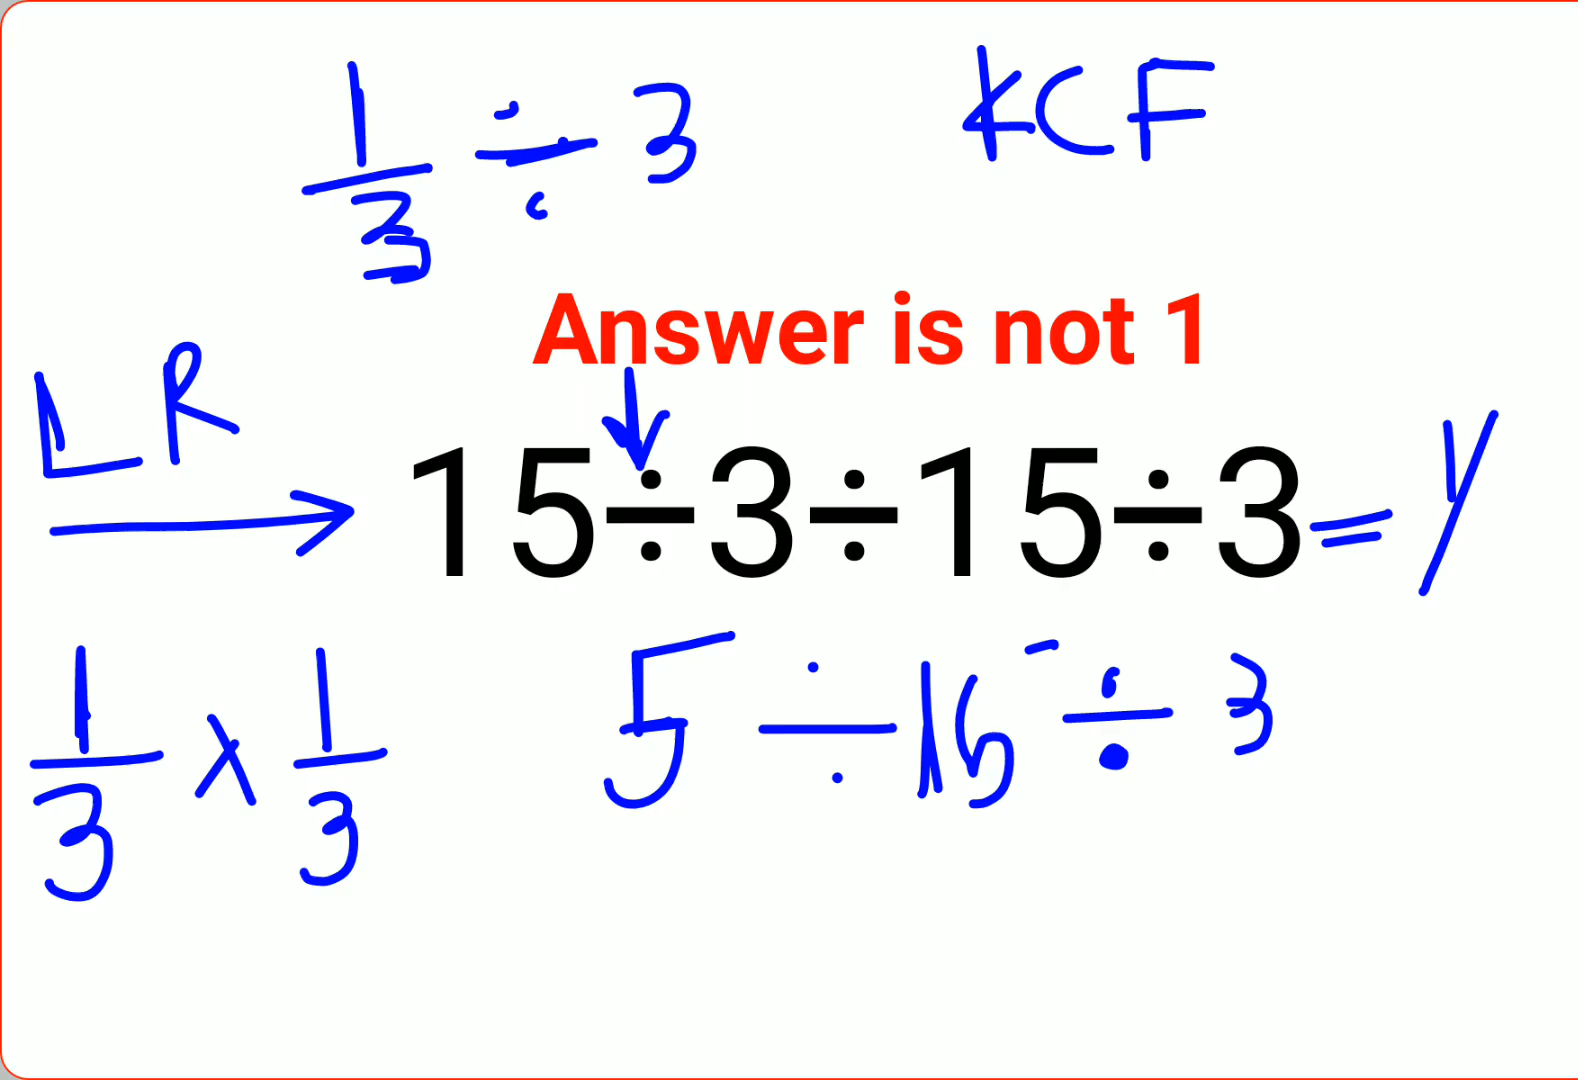 1/3 ÷ 3 KCF
Answer is not 1
LR
15÷3÷15÷3=
1/3 x 1/3 5 ÷ 15 ÷ 3